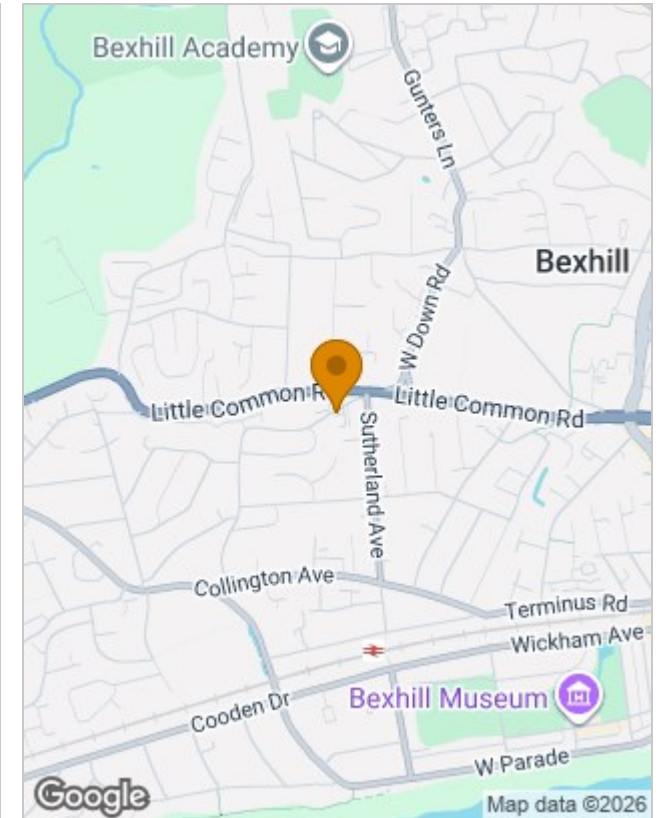 Bexhill Academy
Gunters Ln
Bexhill
W Down Rd
Little Common R
Little Common Rd
Sutherland Ave
Collington Ave
Terminus Rd
Wickham Ave
Bexhill Museum
Cooden Dr
W Parade
Google
Map data ©2026